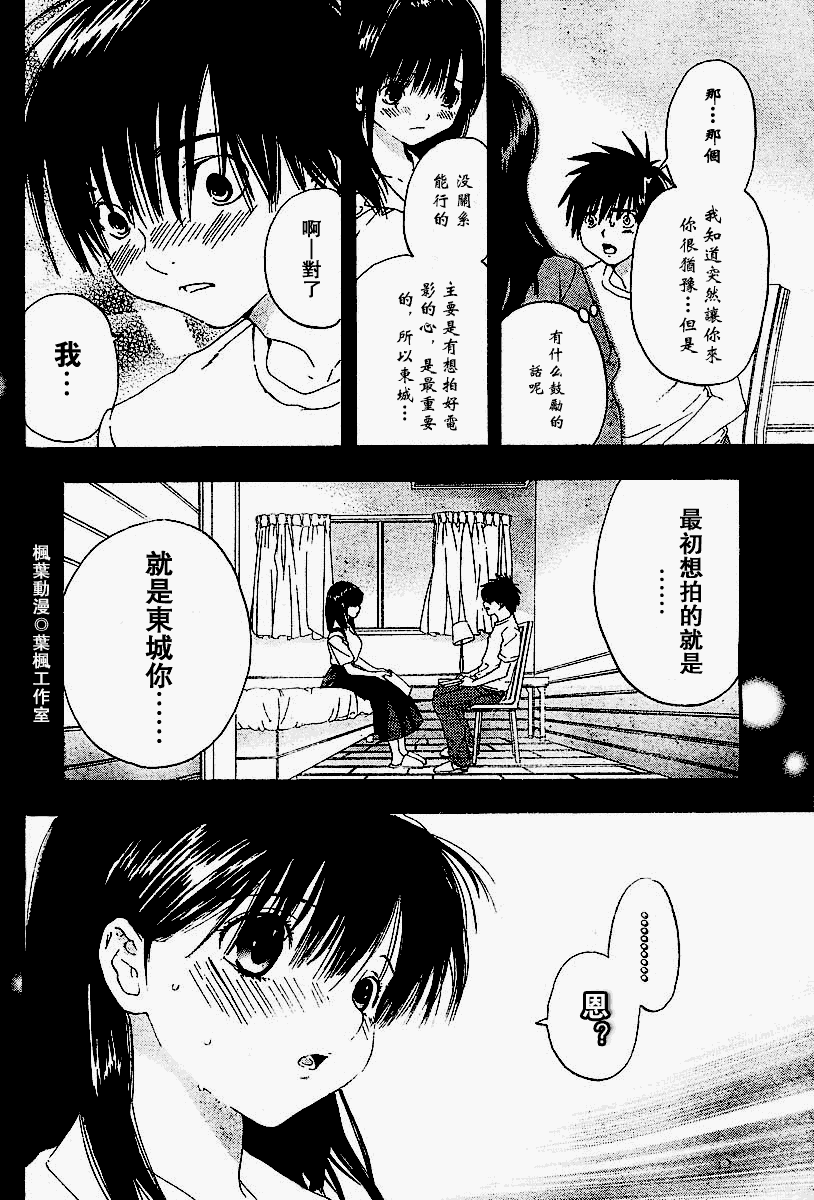 那…那個
我知道突然讓你來
你很猶豫…但是
有什么鼓勵的
話呢
没關系
能行的
主要是有想拍好電
影的心，是最重要
的，所以東城…
啊—對了
我…
最初想拍的就是
……
就是東城你……
………
恩？
楓葉動漫◎葉楓工作室